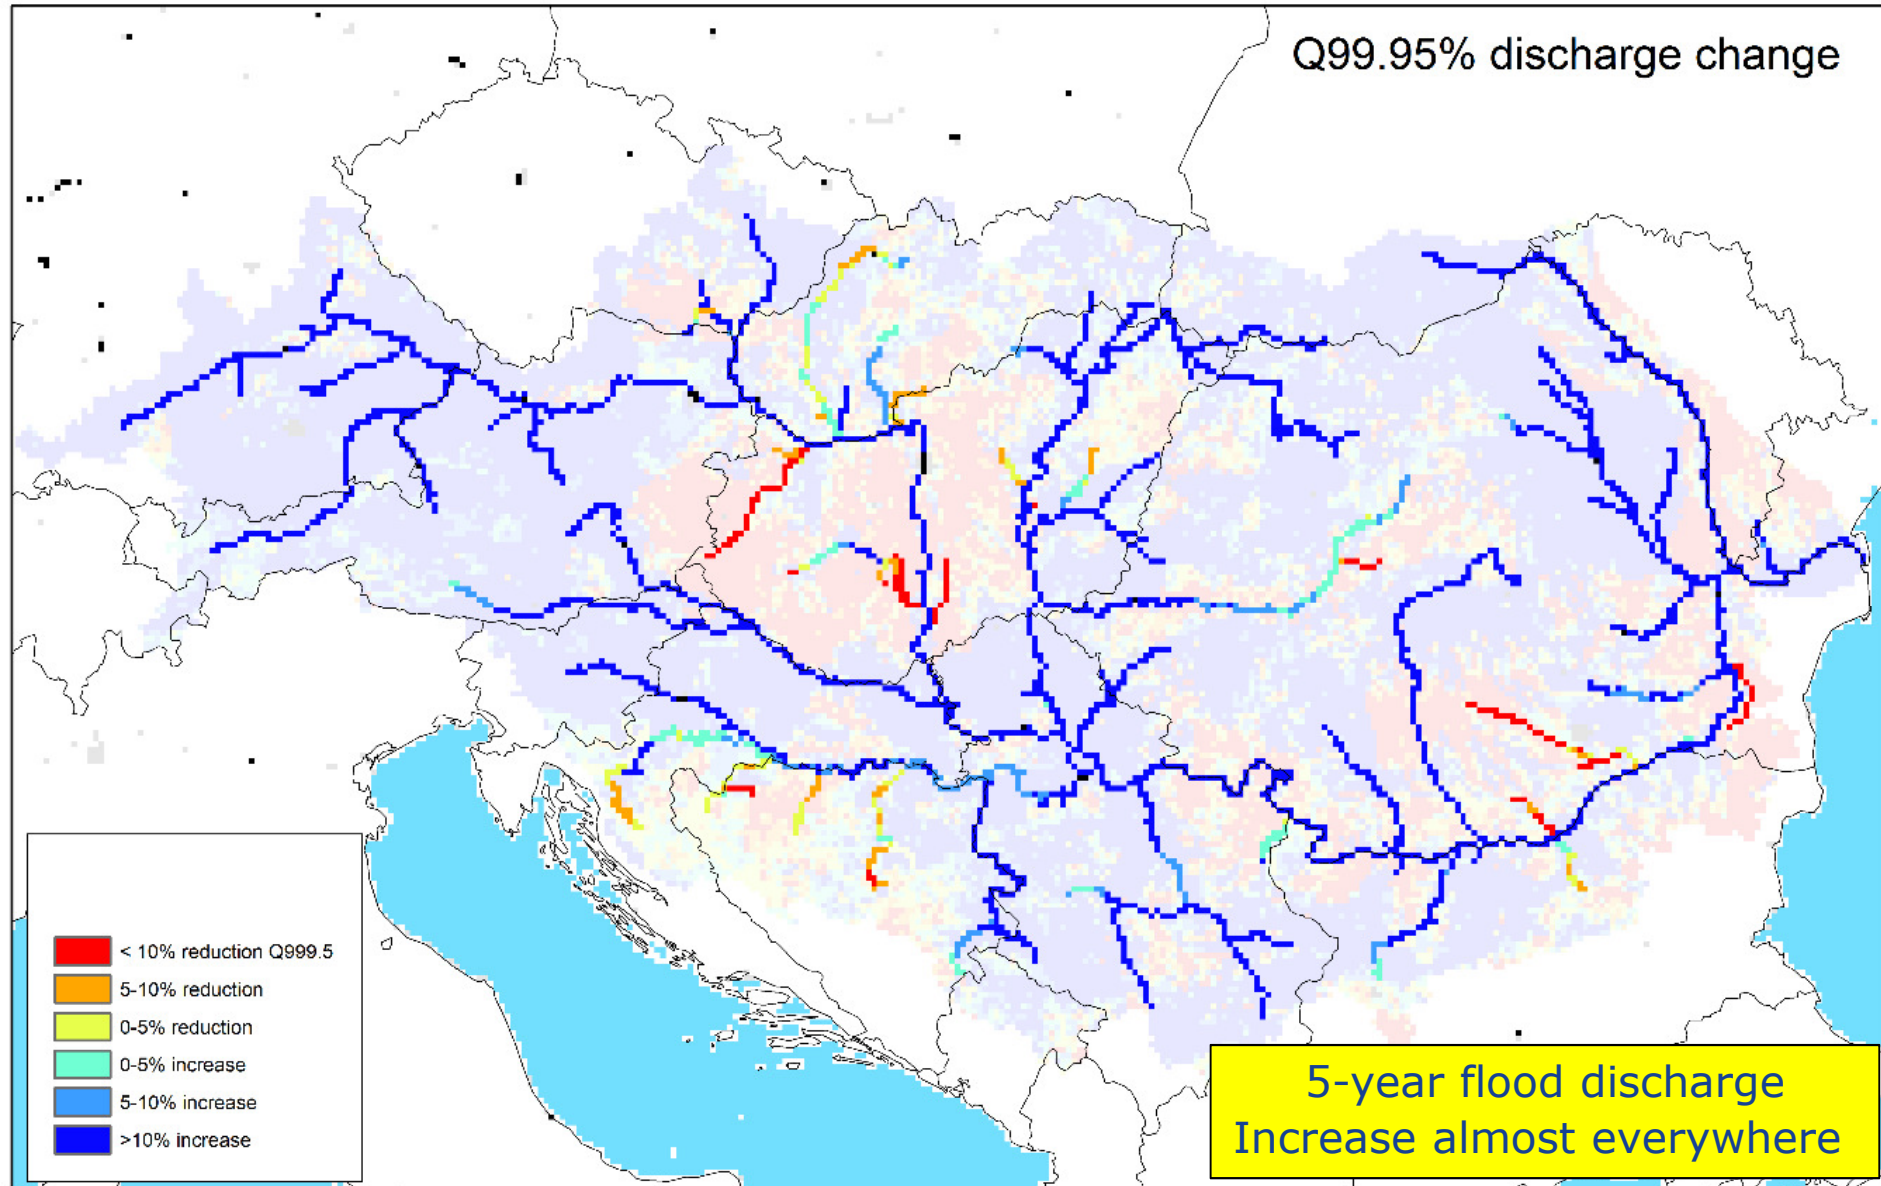 Q99.95% discharge change
< 10% reduction Q999.5
5-10% reduction
0-5% reduction
0-5% increase
5-10% increase
>10% increase
5-year flood discharge
Increase almost everywhere